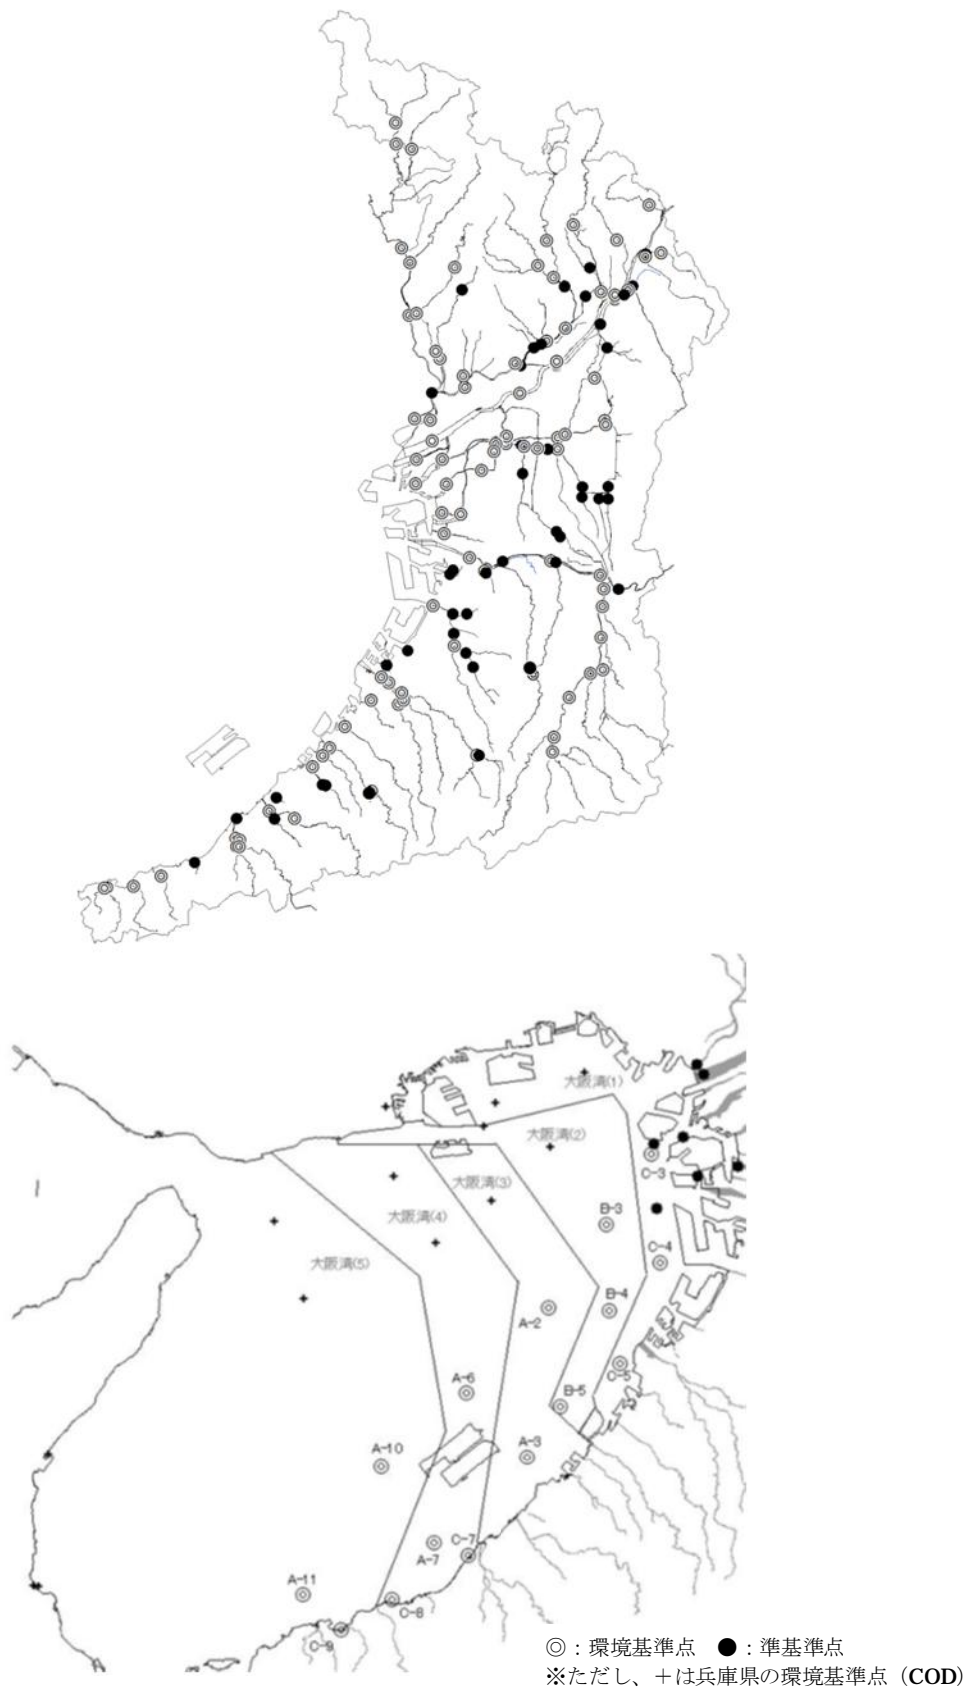 大阪湾(1)
大阪湾(2)
C-3
大阪湾(3)
大阪湾(4)
B-3
C-4
大阪湾(5)
B-4
A-2
C-5
A-6
B-5
A-10
A-3
C-7
A-7
A-11
C-8
C-9
◎：環境基準点　●：準基準点
※ただし、＋は兵庫県の環境基準点（COD）